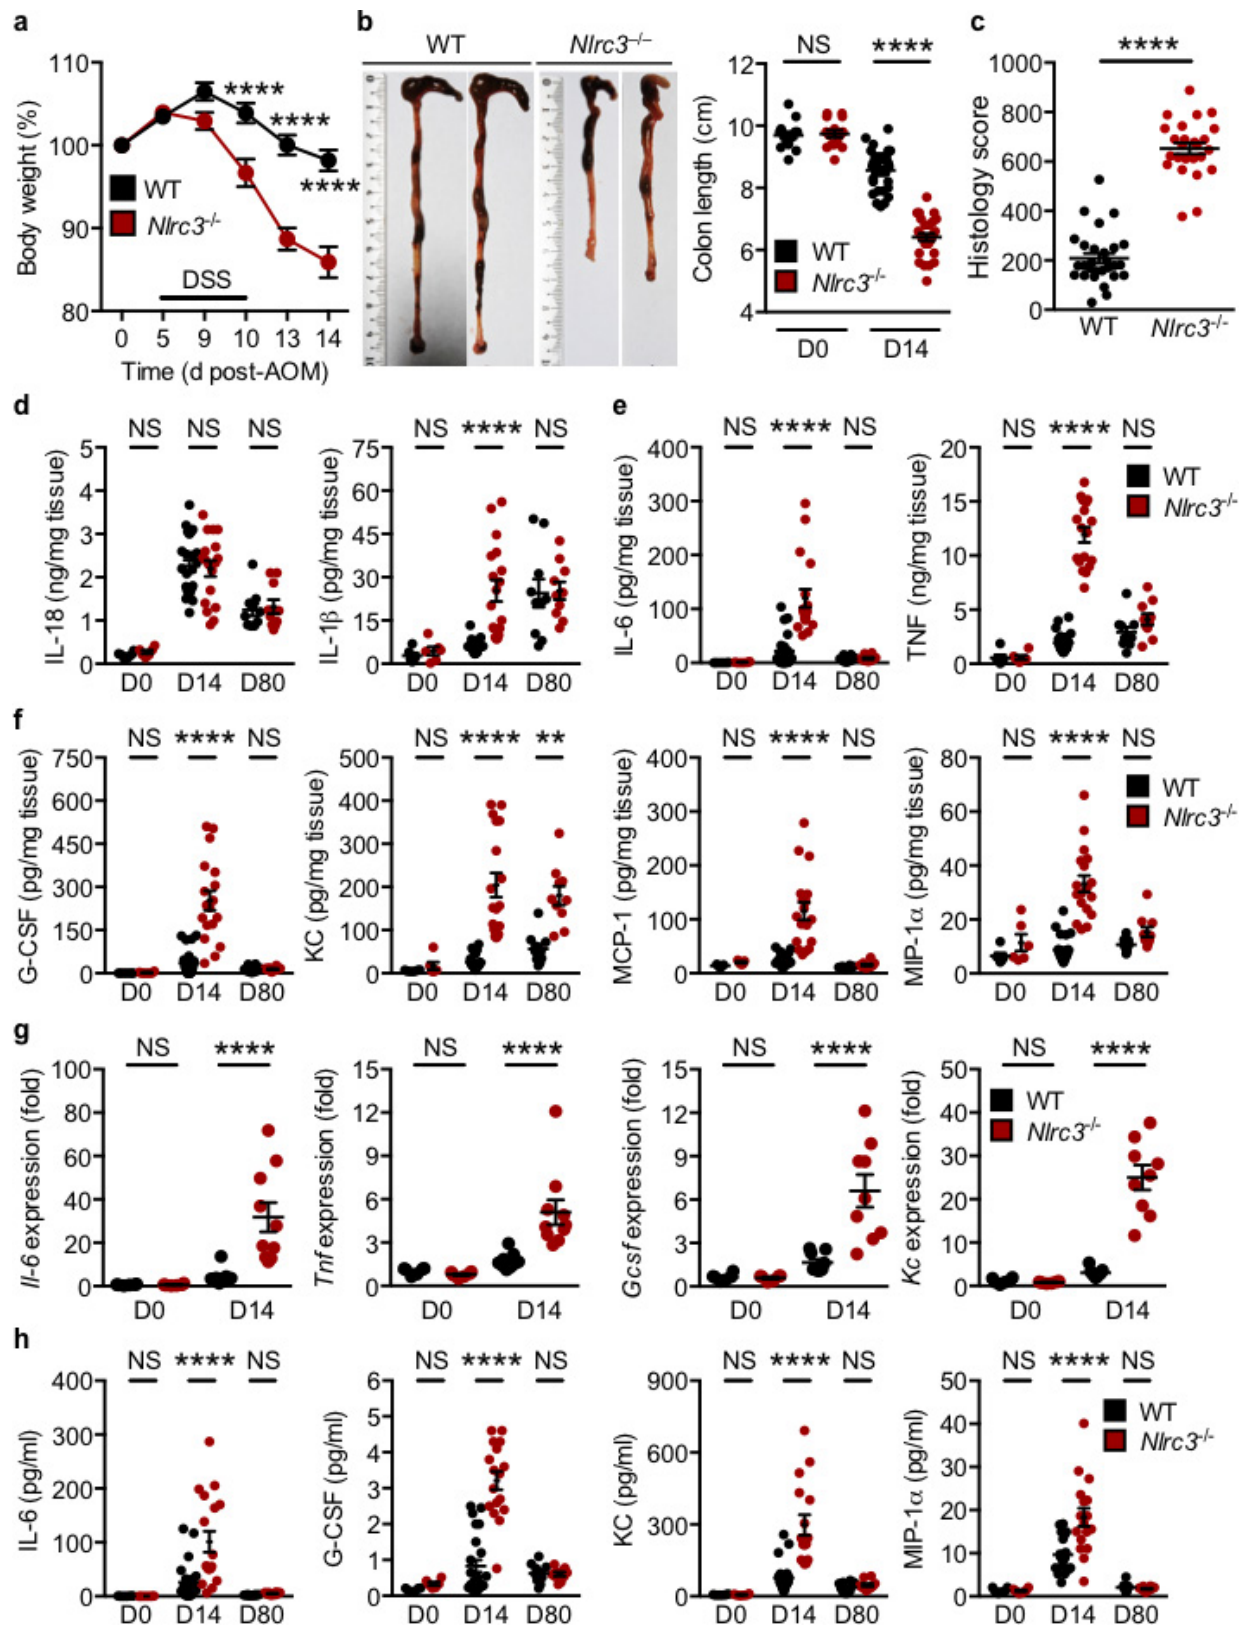 a
Body weight (%)
110
100
90
80
****
****
****
WT
Nlrc3-/-
DSS
0 5 9 10 13 14
Time (d post-AOM)
b
WT Nlrc3–/–
Colon length (cm)
12
10
8
6
4
NS ****
WT
Nlrc3-/-
D0 D14
c
Histology score
1000
800
600
400
200
0
****
WT Nlrc3-/-
d
IL-18 (ng/mg tissue)
5
4
3
2
1
0
NS NS NS
D0 D14 D80
IL-1β (pg/mg tissue)
75
60
45
30
15
0
NS **** NS
D0 D14 D80
e
IL-6 (pg/mg tissue)
400
300
200
100
0
NS **** NS
D0 D14 D80
TNF (ng/mg tissue)
20
15
10
5
0
NS **** NS
WT
Nlrc3-/-
D0 D14 D80
f
G-CSF (pg/mg tissue)
750
600
450
300
150
0
NS **** NS
D0 D14 D80
KC (pg/mg tissue)
500
400
300
200
100
0
NS **** **
D0 D14 D80
MCP-1 (pg/mg tissue)
400
300
200
100
0
NS **** NS
D0 D14 D80
MIP-1α (pg/mg tissue)
80
60
40
20
0
NS **** NS
WT
Nlrc3-/-
D0 D14 D80
g
Il-6 expression (fold)
100
80
60
40
20
0
NS ****
D0 D14
Tnf expression (fold)
15
12
9
6
3
0
NS ****
D0 D14
Gcsf expression (fold)
15
12
9
6
3
0
NS ****
D0 D14
Kc expression (fold)
50
40
30
20
10
0
NS ****
WT
Nlrc3-/-
D0 D14
h
IL-6 (pg/ml)
400
300
200
100
0
NS **** NS
D0 D14 D80
G-CSF (pg/ml)
6
5
4
3
2
1
0
NS **** NS
D0 D14 D80
KC (pg/ml)
900
600
300
0
NS **** NS
D0 D14 D80
MIP-1α (pg/ml)
50
40
30
20
10
0
NS **** NS
WT
Nlrc3-/-
D0 D14 D80